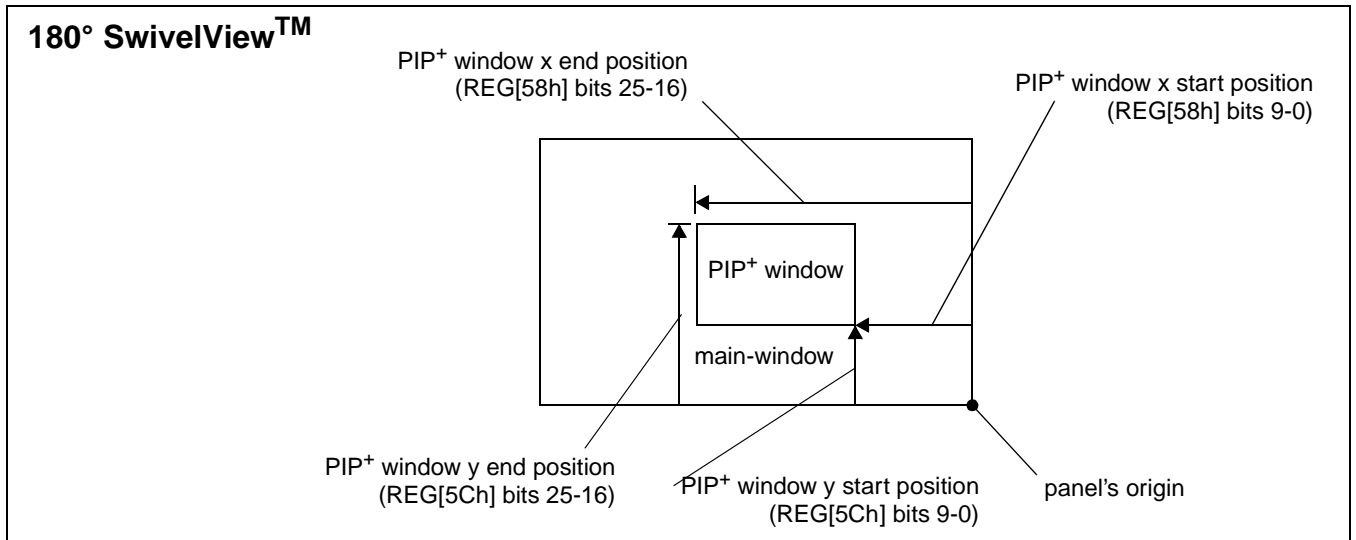 180° SwivelView™
PIP+ window x end position
(REG[58h] bits 25-16)
PIP+ window x start position
(REG[58h] bits 9-0)
PIP+ window
main-window
PIP+ window y end position
(REG[5Ch] bits 25-16)
PIP+ window y start position
(REG[5Ch] bits 9-0)
panel's origin